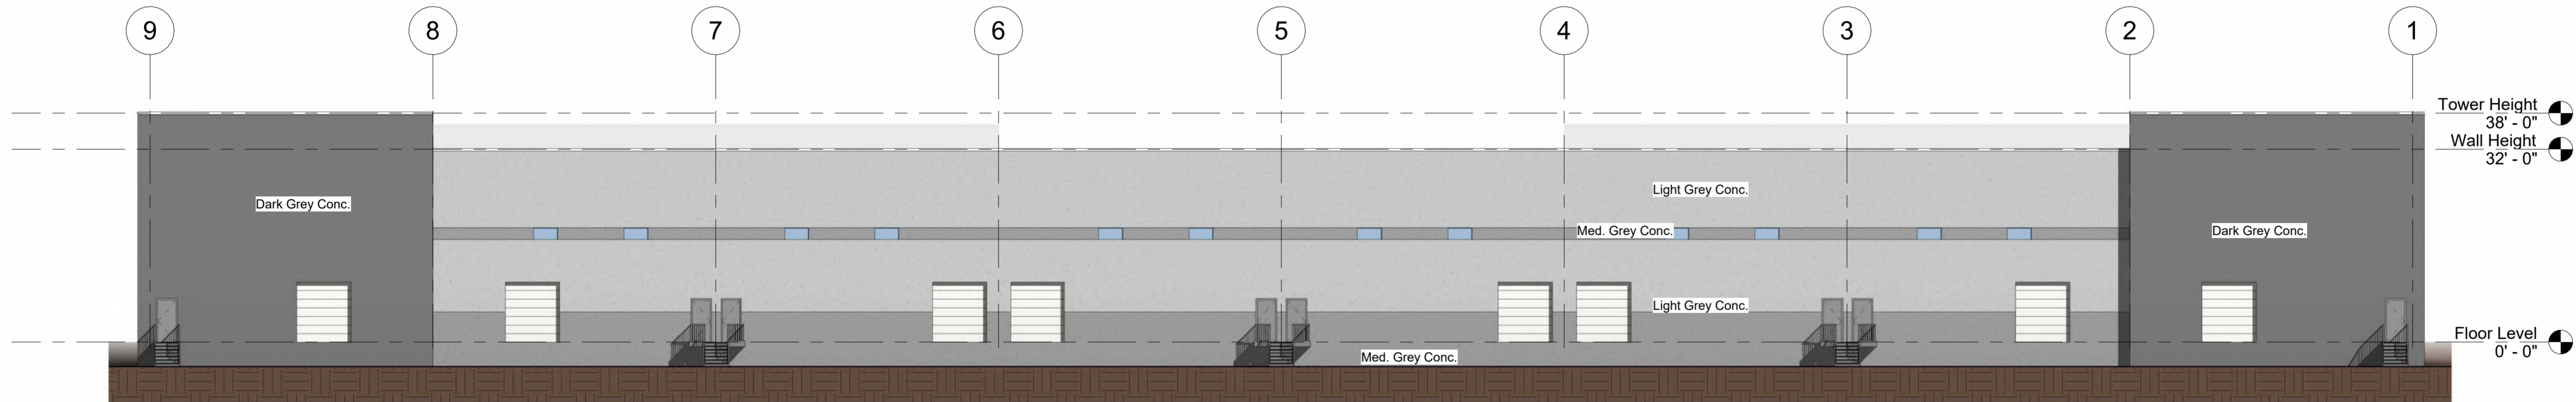 9 8 7 6 5 4 3 2 1
Tower Height
38' - 0"
Wall Height
32' - 0"
Light Grey Conc.
Dark Grey Conc.
Med. Grey Conc.
Dark Grey Conc.
Light Grey Conc.
Floor Level
0' - 0"
Med. Grey Conc.